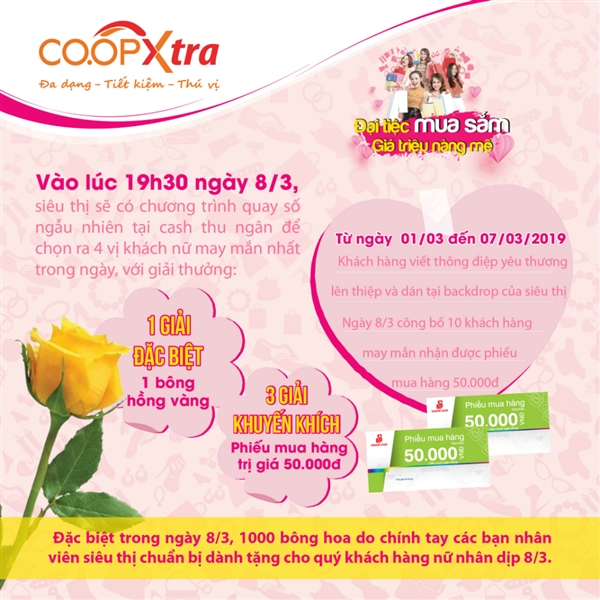 CO.OPXtra
Đa dạng – Tiết kiệm – Thú vị
Đại tiệc mua sắm
Giá triệu nàng mê
Vào lúc 19h30 ngày 8/3,
siêu thị sẽ có chương trình quay số
ngẫu nhiên tại cash thu ngân để
chọn ra 4 vị khách nữ may mắn nhất
trong ngày, với giải thưởng:
1 GIẢI
ĐẶC BIỆT
1 bông
hồng vàng
3 GIẢI
KHUYẾN KHÍCH
Phiếu mua hàng
trị giá 50.000đ
Từ ngày 01/03 đến 07/03/2019
Khách hàng viết thông điệp yêu thương
lên thiệp và dán tại backdrop của siêu thị
Ngày 8/3 công bố 10 khách hàng
may mắn nhận được phiếu
mua hàng 50.000đ
Phiếu mua hàng
50.000 VNĐ
Phiếu mua hàng
50.000 VNĐ
Đặc biệt trong ngày 8/3, 1000 bông hoa do chính tay các bạn nhân
viên siêu thị chuẩn bị dành tặng cho quý khách hàng nữ nhân dịp 8/3.